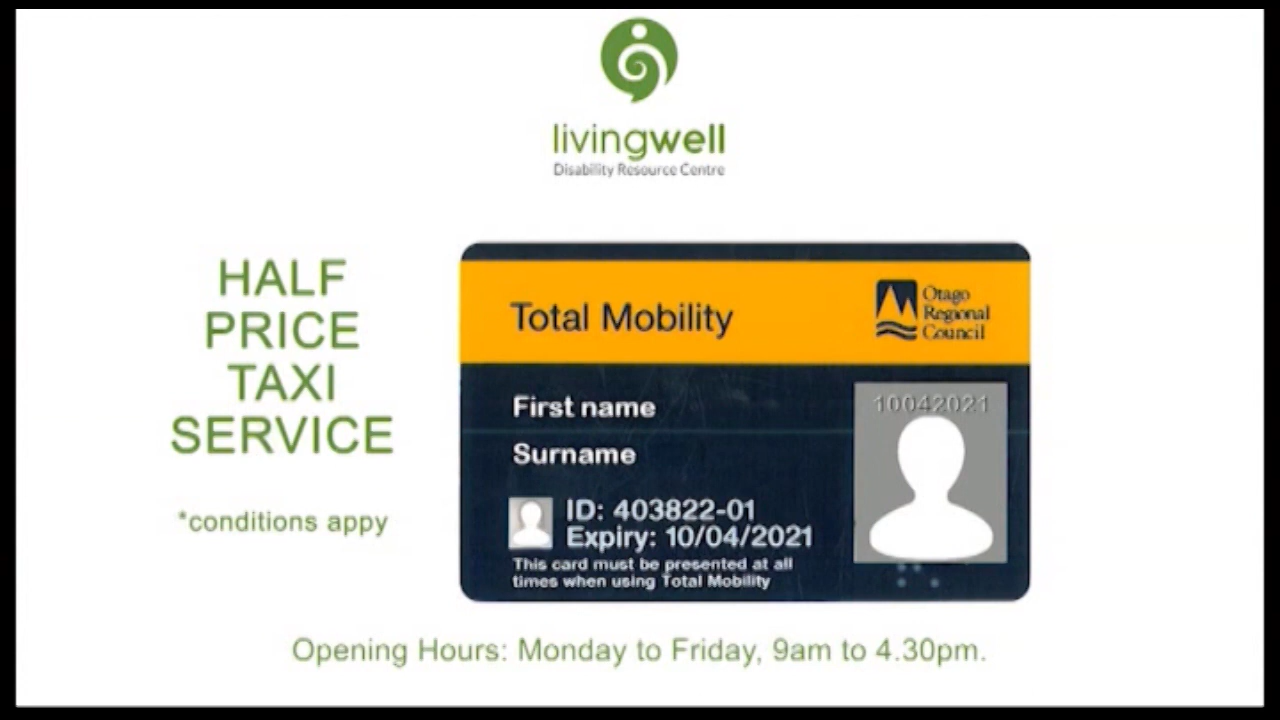 livingwell
Disability Resource Centre
HALF
PRICE
TAXI
SERVICE
*conditions appy
Total Mobility
Otago
Regional
Council
First name
Surname
10042021
ID: 403822-01
Expiry: 10/04/2021
This card must be presented at all
times when using Total Mobility
Opening Hours: Monday to Friday, 9am to 4.30pm.